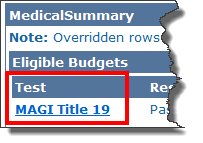 MedicalSummary
Note: Overridden rows
Eligible Budgets
Test
MAGI Title 19